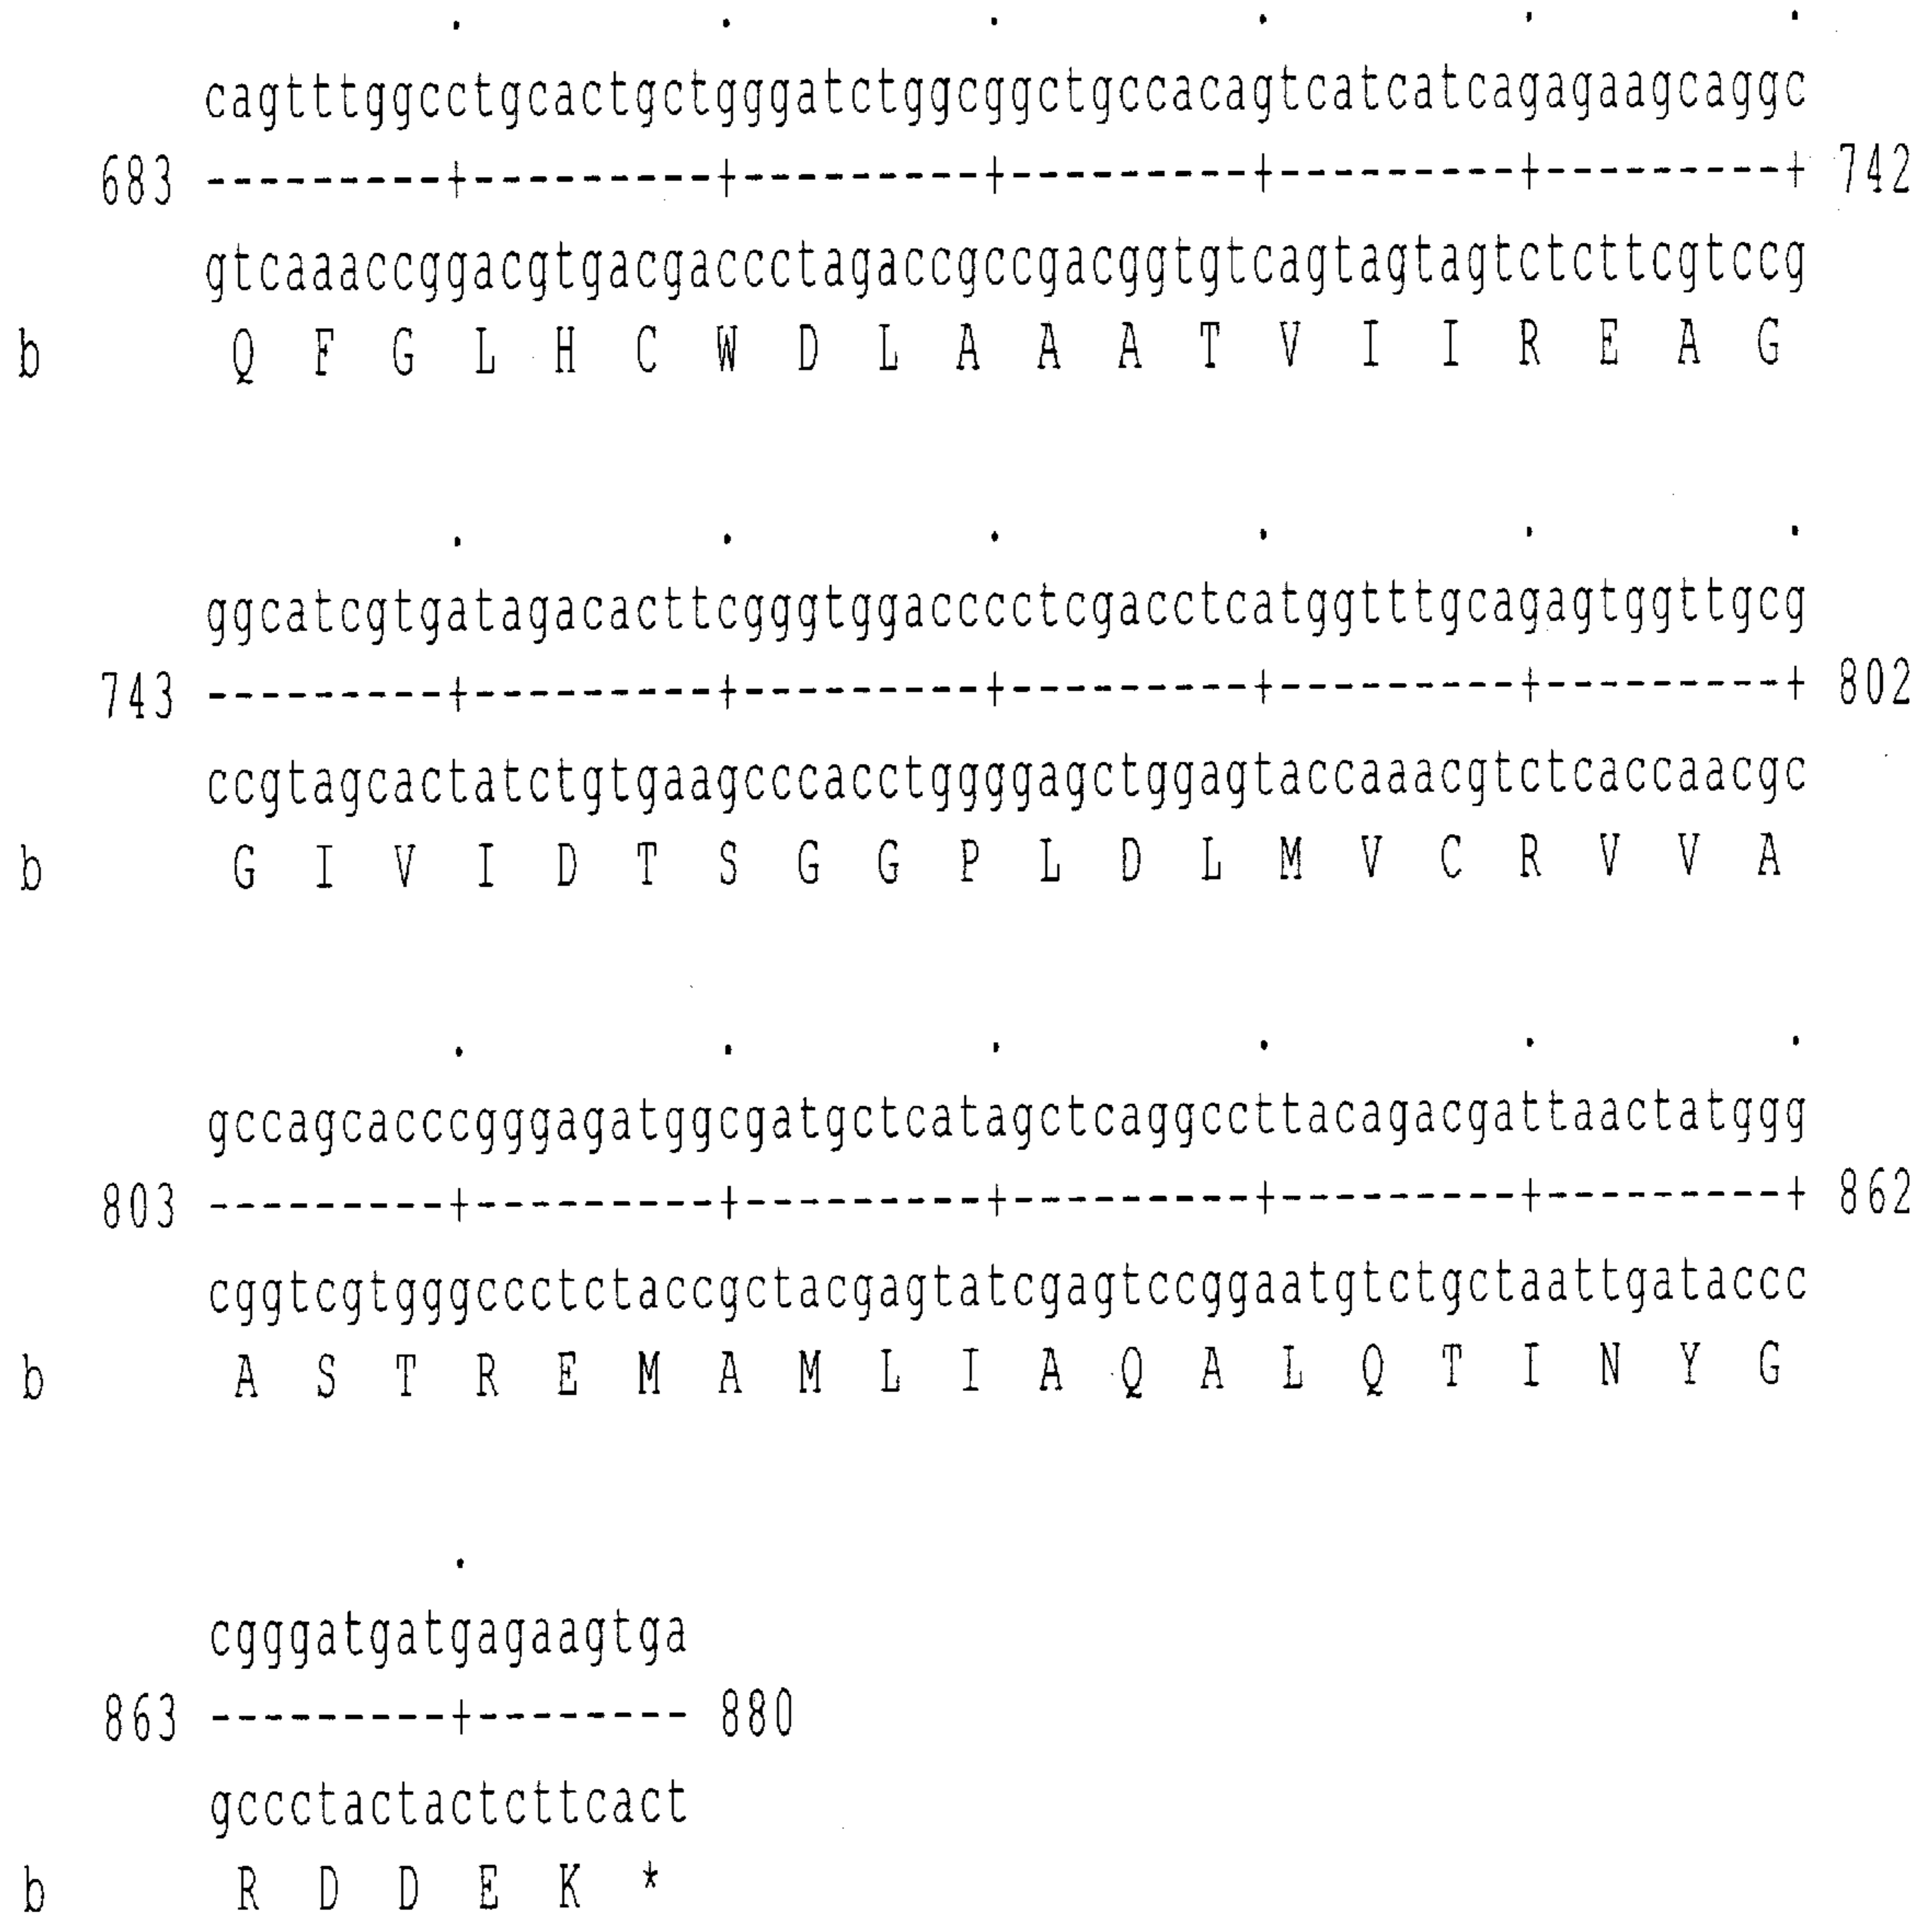 cagtttggcctgcactgctgggatctggcggctgccacagtcatcatcagagaagcaggc
683 ---------+---------+---------+---------+---------+---------+ 742
gtcaaaccggacgtgacgaccctagaccgccgacggtgtcagtagtagtctcttcgtccg
b Q F G L H C W D L A A A T V I I R E A G
ggcatcgtgatagacacttcgggtggacccctcgacctcatggtttgcagagtggttgcg
743 ---------+---------+---------+---------+---------+---------+ 802
ccgtagcactatctgtgaagcccacctggggagctggagtaccaaacgtctcaccaacgc
b G I V I D T S G G P L D L M V C R V V A
gccagcacccgggagatggcgatgctcatagctcaggccttacagacgattaactatggg
803 ---------+---------+---------+---------+---------+---------+ 862
cggtcgtgggccctctaccgctacgagtatcgagtccggaatgtctgctaattgataccc
b A S T R E M A M L I A Q A L Q T I N Y G
cgggatgatgagaagtga
863 ---------+-------- 880
gccctactactcttcact
b R D D E K *